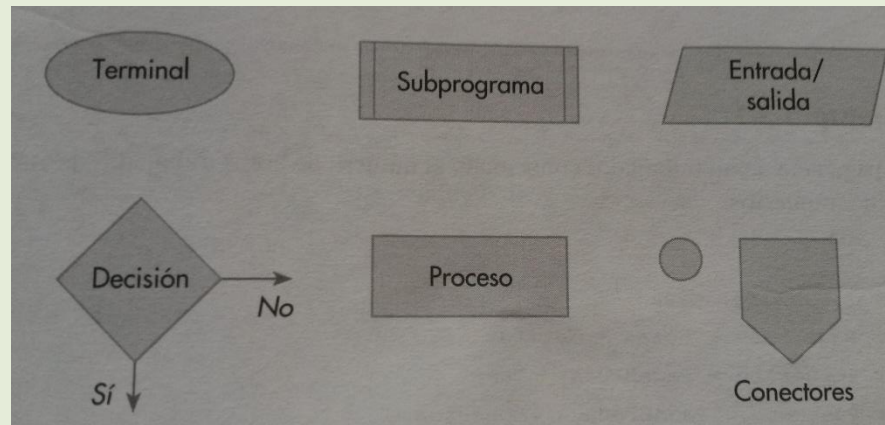 Terminal
Subprograma
Entrada/
salida
Decisión
No
Sí
Proceso
Conectores